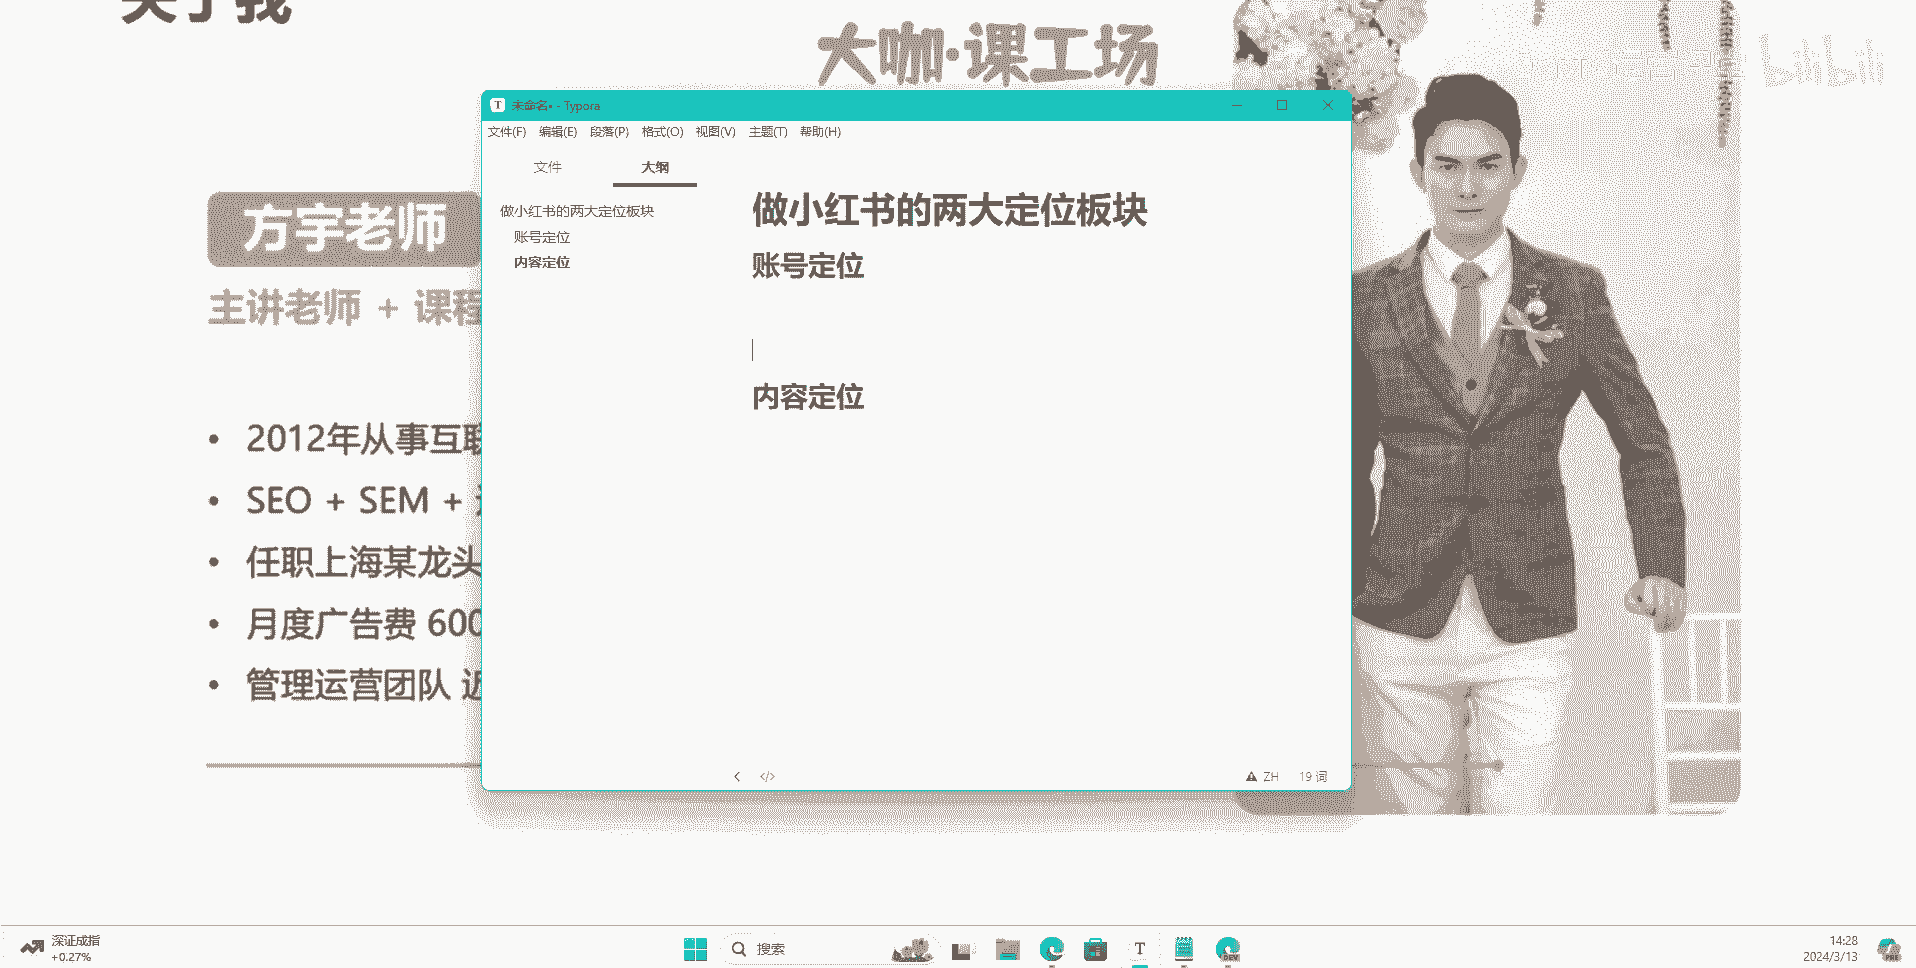 关于我
大咖·课工场
bilibili
未命名• - Typora
文件(F) 编辑(E) 段落(P) 格式(O) 视图(V) 主题(T) 帮助(H)
文件 大纲
做小红书的两大定位板块
账号定位
内容定位
做小红书的两大定位板块
账号定位
内容定位
</> ZH 19 词
方宇老师
主讲老师 + 课程
• 2012年从事互联
• SEO + SEM +
• 任职上海某龙头
• 月度广告费 600
• 管理运营团队 近
深证成指
+0.27%
搜索
T
DEV
14:28
2024/3/13
PRE